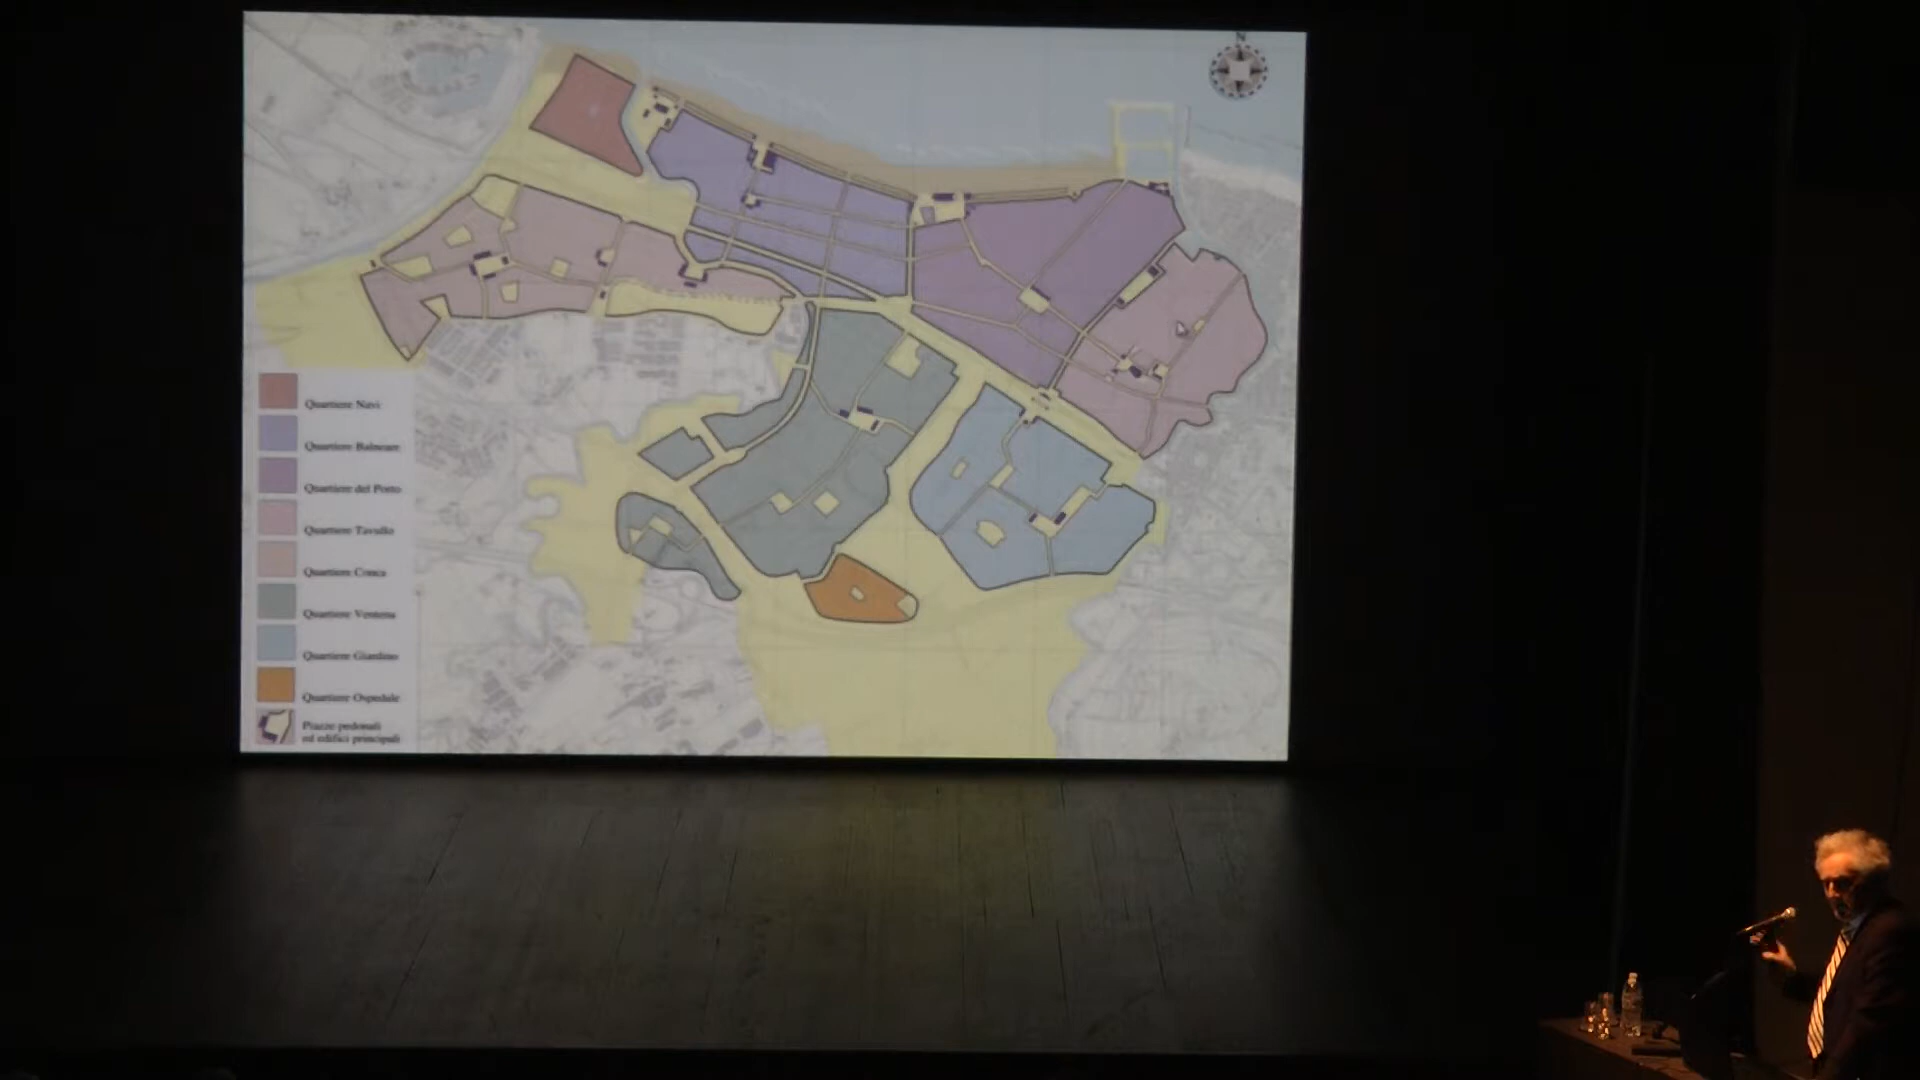 N
Quartiere Navi
Quartiere Balneare
Quartiere del Porto
Quartiere Tavullo
Quartiere Conca
Quartiere Ventena
Quartiere Giardino
Quartiere Ospedale
Piazze pedonali
ed edifici principali